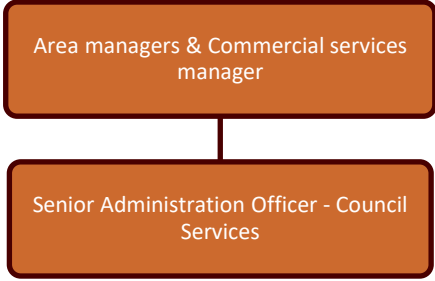 Area managers & Commercial services
manager
Senior Administration Officer - Council
Services